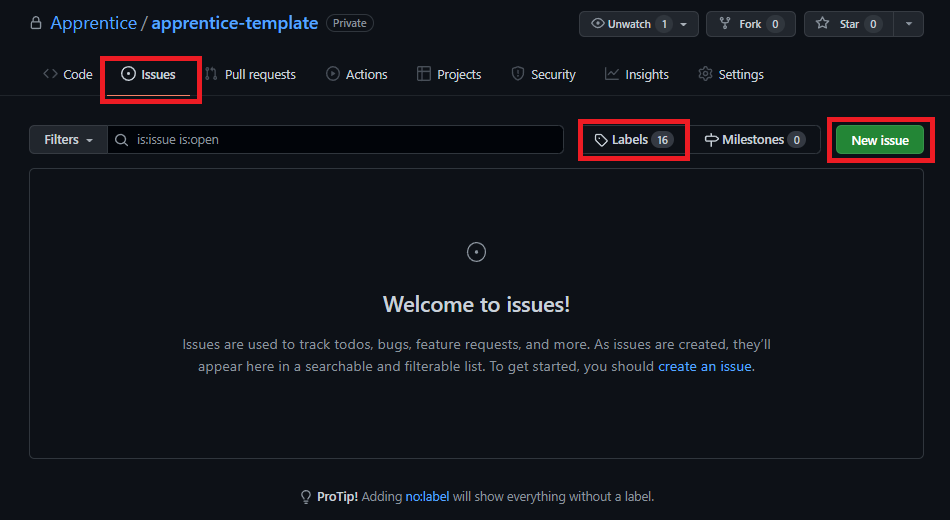 Apprentice / apprentice-template Private
Unwatch 1 Fork 0 Star 0
Code Issues Pull requests Actions Projects Security Insights Settings
Filters is:issue is:open Labels 16 Milestones 0 New issue
Welcome to issues!
Issues are used to track todos, bugs, feature requests, and more. As issues are created, they’ll
appear here in a searchable and filterable list. To get started, you should create an issue.
ProTip! Adding no:label will show everything without a label.